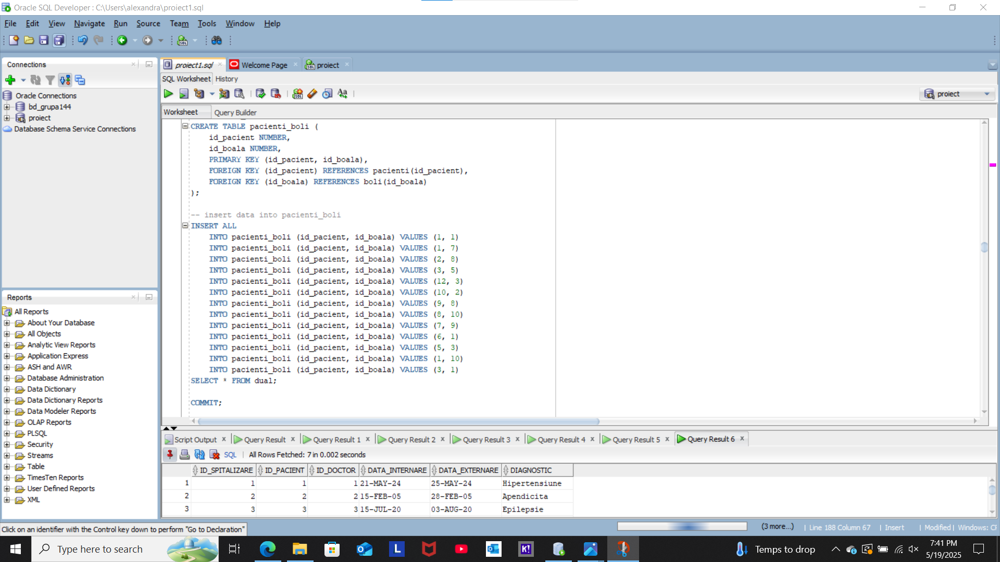 Oracle SQL Developer : C:\Users\alexandra\proiect1.sql
File Edit View Navigate Run Source Team Tools Window Help
Connections
Oracle Connections
bd_grupa144
proiect
Database Schema Service Connections
Reports
All Reports
About Your Database
All Objects
Analytic View Reports
Application Express
ASH and AWR
Database Administration
Data Dictionary
Data Dictionary Reports
Data Modeler Reports
OLAP Reports
PLSQL
Security
Streams
Table
TimesTen Reports
User Defined Reports
XML
proiect1.sql Welcome Page proiect
SQL Worksheet History
proiect
Worksheet Query Builder
CREATE TABLE pacienti_boli (
id_pacient NUMBER,
id_boala NUMBER,
PRIMARY KEY (id_pacient, id_boala),
FOREIGN KEY (id_pacient) REFERENCES pacienti(id_pacient),
FOREIGN KEY (id_boala) REFERENCES boli(id_boala)
);
-- insert data into pacienti_boli
INSERT ALL
INTO pacienti_boli (id_pacient, id_boala) VALUES (1, 1)
INTO pacienti_boli (id_pacient, id_boala) VALUES (1, 7)
INTO pacienti_boli (id_pacient, id_boala) VALUES (2, 8)
INTO pacienti_boli (id_pacient, id_boala) VALUES (3, 5)
INTO pacienti_boli (id_pacient, id_boala) VALUES (12, 3)
INTO pacienti_boli (id_pacient, id_boala) VALUES (10, 2)
INTO pacienti_boli (id_pacient, id_boala) VALUES (9, 8)
INTO pacienti_boli (id_pacient, id_boala) VALUES (8, 10)
INTO pacienti_boli (id_pacient, id_boala) VALUES (7, 9)
INTO pacienti_boli (id_pacient, id_boala) VALUES (6, 1)
INTO pacienti_boli (id_pacient, id_boala) VALUES (5, 3)
INTO pacienti_boli (id_pacient, id_boala) VALUES (1, 10)
INTO pacienti_boli (id_pacient, id_boala) VALUES (3, 1)
SELECT * FROM dual;
COMMIT;
Script Output Query Result Query Result 1 Query Result 2 Query Result 3 Query Result 4 Query Result 5 Query Result 6
SQL | All Rows Fetched: 7 in 0.002 seconds
ID_SPITALIZARE ID_PACIENT ID_DOCTOR DATA_INTERNARE DATA_EXTERNARE DIAGNOSTIC
1 1 1 1 21-MAY-24 25-MAY-24 Hipertensiune
2 2 2 2 15-FEB-05 28-FEB-05 Apendicita
3 3 3 3 15-JUL-20 03-AUG-20 Epilepsie
Click on an identifier with the Control key down to perform "Go to Declaration"
(3 more...) | Line 188 Column 67 | Insert | Modified | Windows: CF
Type here to search
L
K!
Temps to drop
7:41 PM
5/19/2025